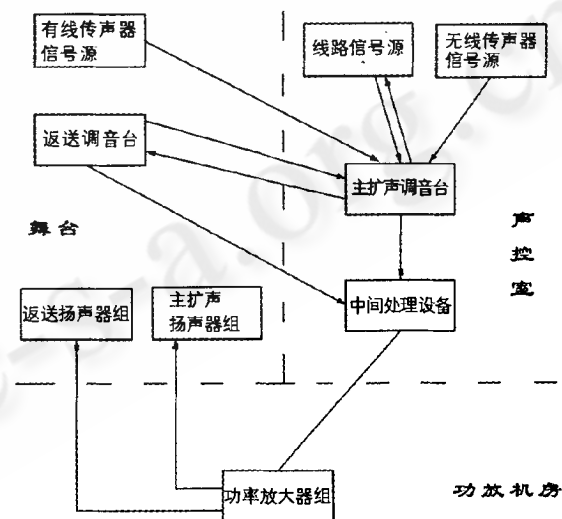 有线传声器
信号源
线路信号源
无线传声器
信号源
返送调音台
主扩声调音台
舞台
声
控
室
返送扬声器组
主扩声
扬声器组
中间处理设备
功率放大器组
功放机房